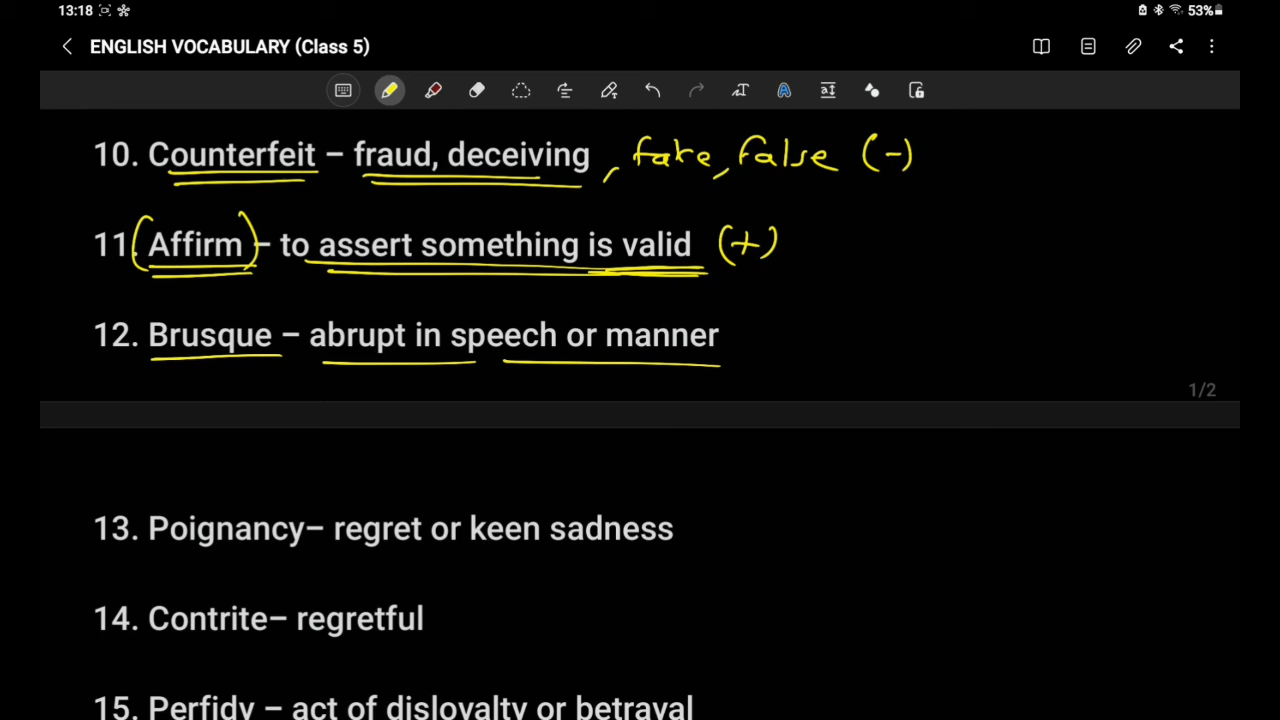 13:18 53%
ENGLISH VOCABULARY (Class 5)
10. Counterfeit – fraud, deceiving, fake, false (-)
11. Affirm – to assert something is valid (+)
12. Brusque – abrupt in speech or manner
1/2
13. Poignancy– regret or keen sadness
14. Contrite– regretful
15. Perfidy – act of disloyalty or betrayal